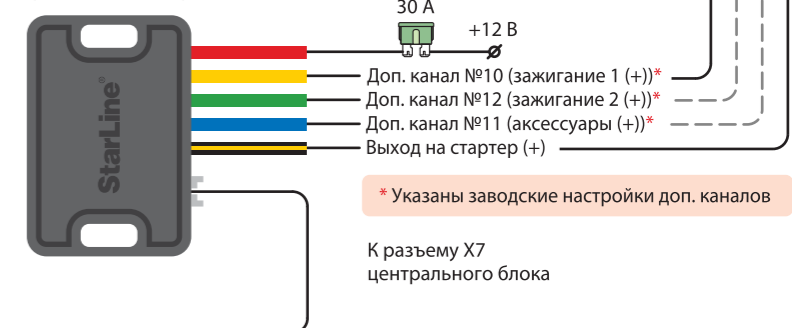 30 А
+12 В
Доп. канал №10 (зажигание 1 (+))*
Доп. канал №12 (зажигание 2 (+))*
Доп. канал №11 (аксессуары (+))*
Выход на стартер (+)
StarLine®
* Указаны заводские настройки доп. каналов
К разъему X7
центрального блока